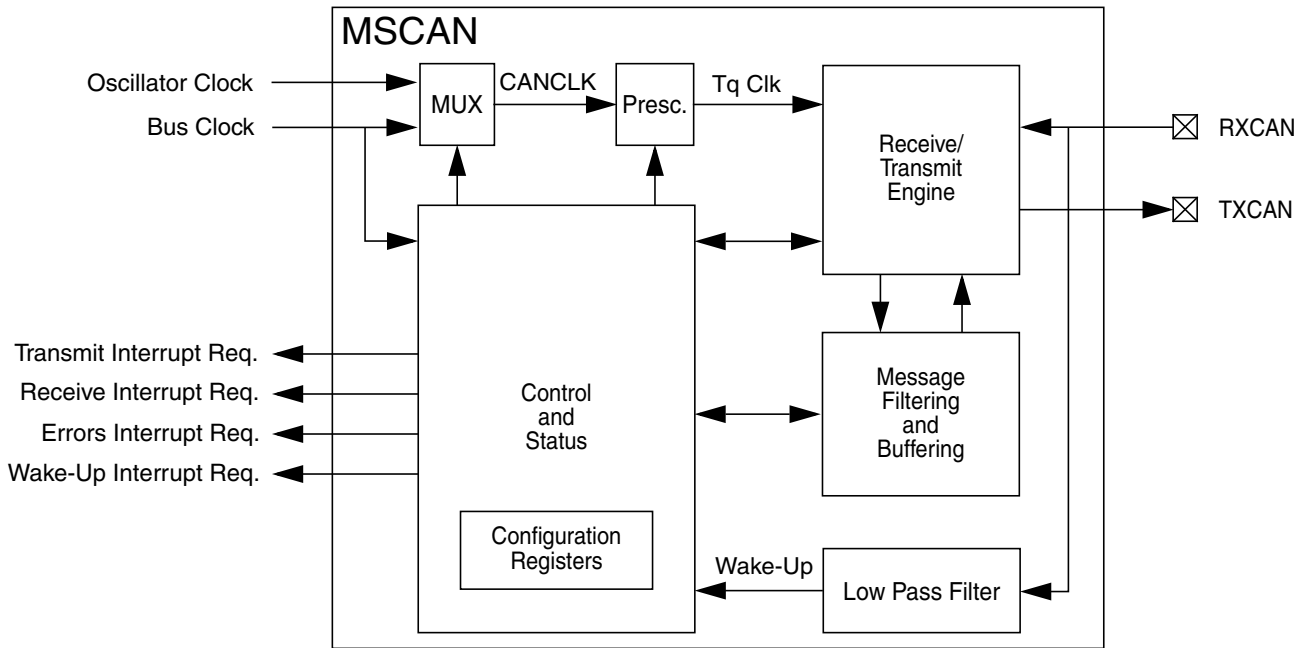 MSCAN
Oscillator Clock
MUX
CANCLK
Presc.
Tq Clk
Bus Clock
Receive/
Transmit
Engine
RXCAN
TXCAN
Transmit Interrupt Req.
Receive Interrupt Req.
Errors Interrupt Req.
Wake-Up Interrupt Req.
Control
and
Status
Message
Filtering
and
Buffering
Configuration
Registers
Wake-Up
Low Pass Filter